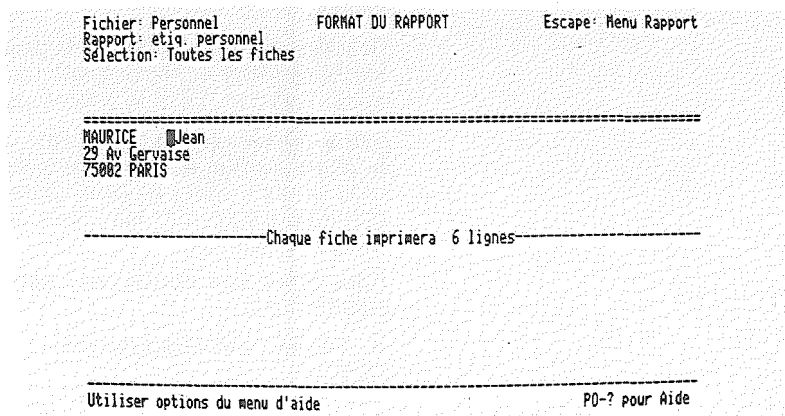 Fichier: Personnel FORMAT DU RAPPORT Escape: Menu Rapport
Rapport: etiq. personnel
Sélection: Toutes les fiches
MAURICE Jean
29 Av Gervaise
75002 PARIS
Chaque fiche imprimera 6 lignes
Utiliser options du menu d'aide PO-? pour Aide